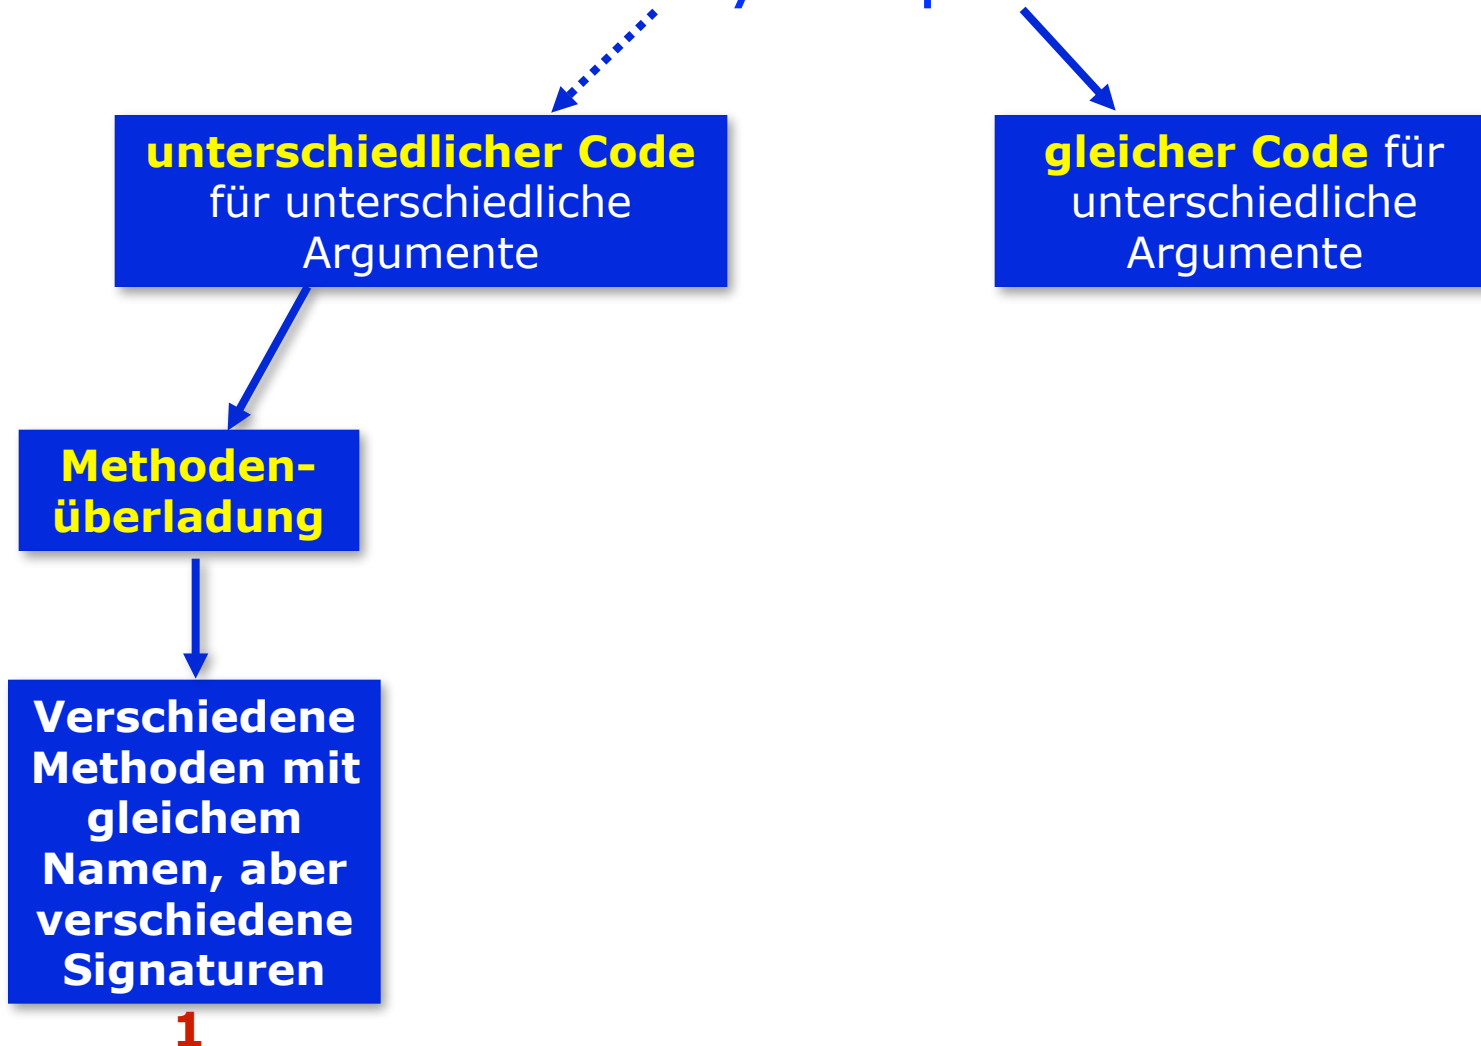 unterschiedlicher Code
für unterschiedliche
Argumente
gleicher Code für
unterschiedliche
Argumente
Methoden-
überladung
Verschiedene
Methoden mit
gleichem
Namen, aber
verschiedene
Signaturen
1